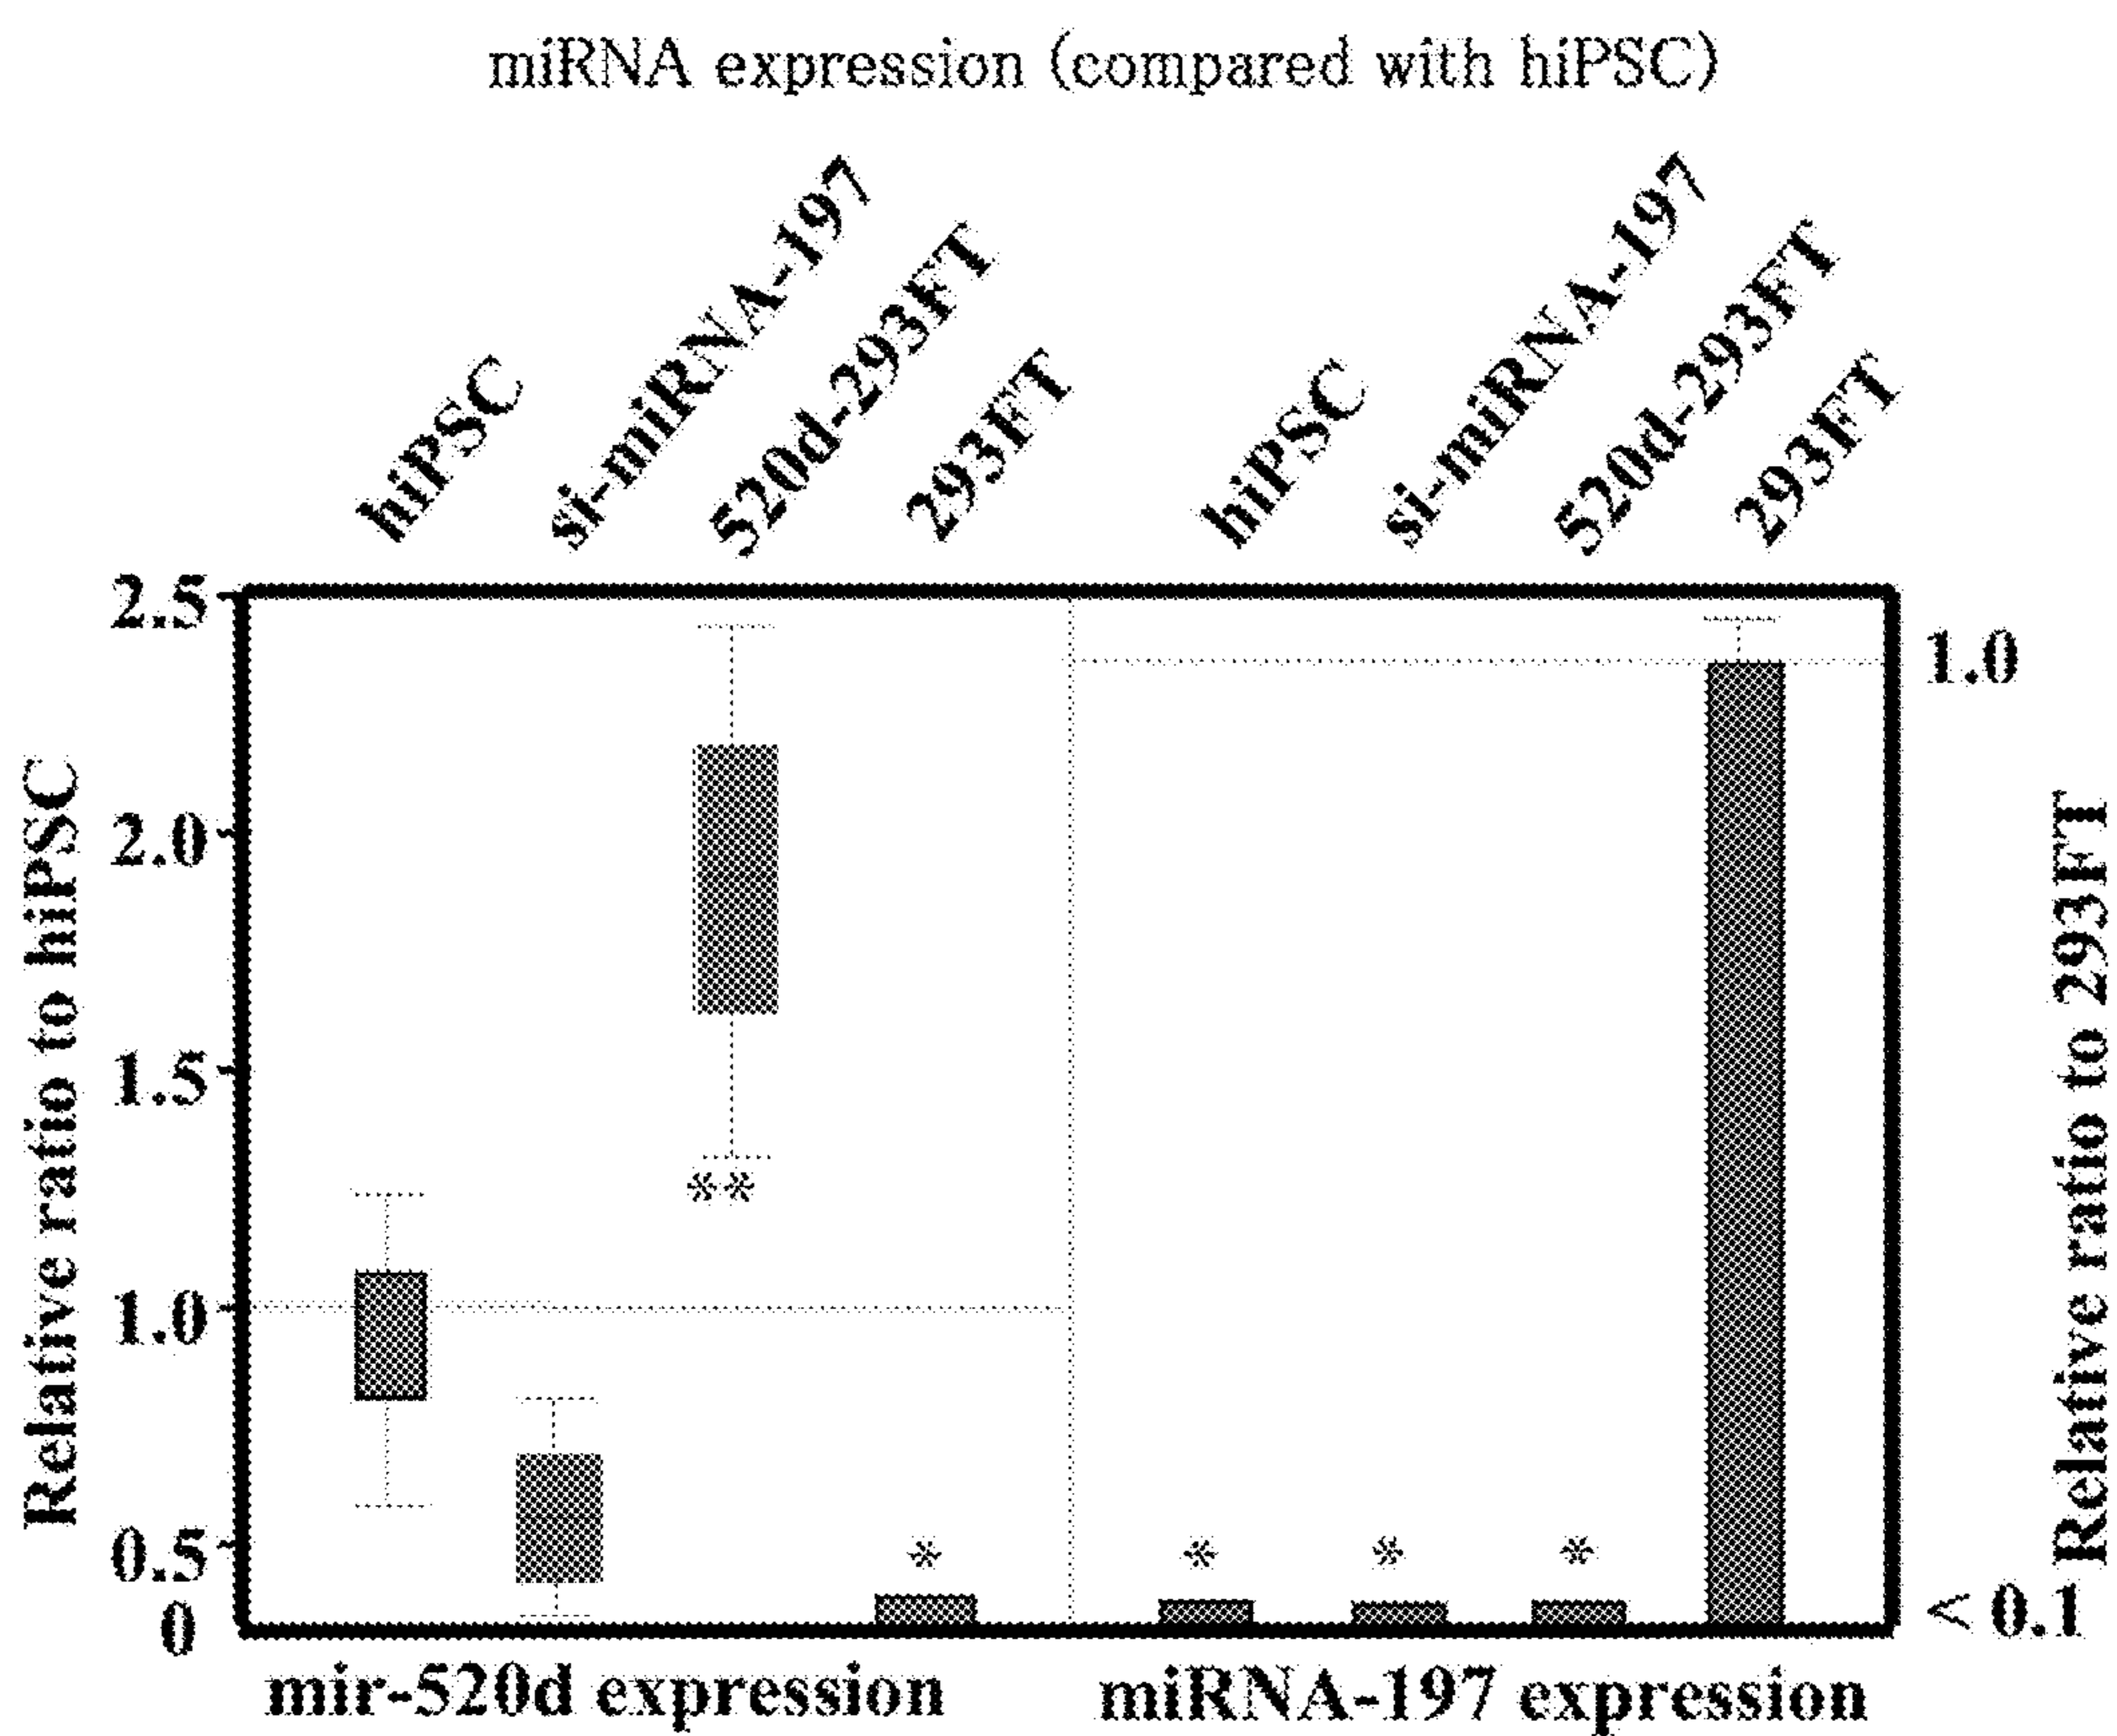 miRNA expression (compared with hiPSC)
hiPSC
si-miRNA-197
520d-293FT
293FT
hiPSC
si-miRNA-197
520d-293FT
293FT
Relative ratio to hiPSC
2.5
2.0
1.5
1.0
0.5
0
**
*
*
*
*
1.0
< 0.1
Relative ratio to 293FT
mir-520d expression
miRNA-197 expression